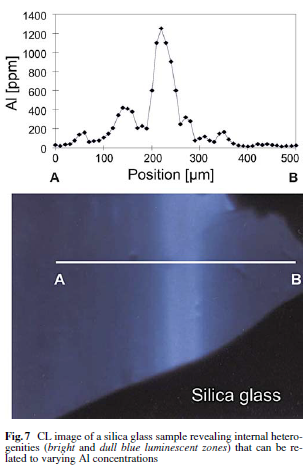 1400
1200
1000
800
600
400
200
0
Al [ppm]
0 100 200 300 400 500
A Position [µm] B
A B
Silica glass
Fig. 7 CL image of a silica glass sample revealing internal hetero-
genities (bright and dull blue luminescent zones) that can be re-
lated to varying Al concentrations